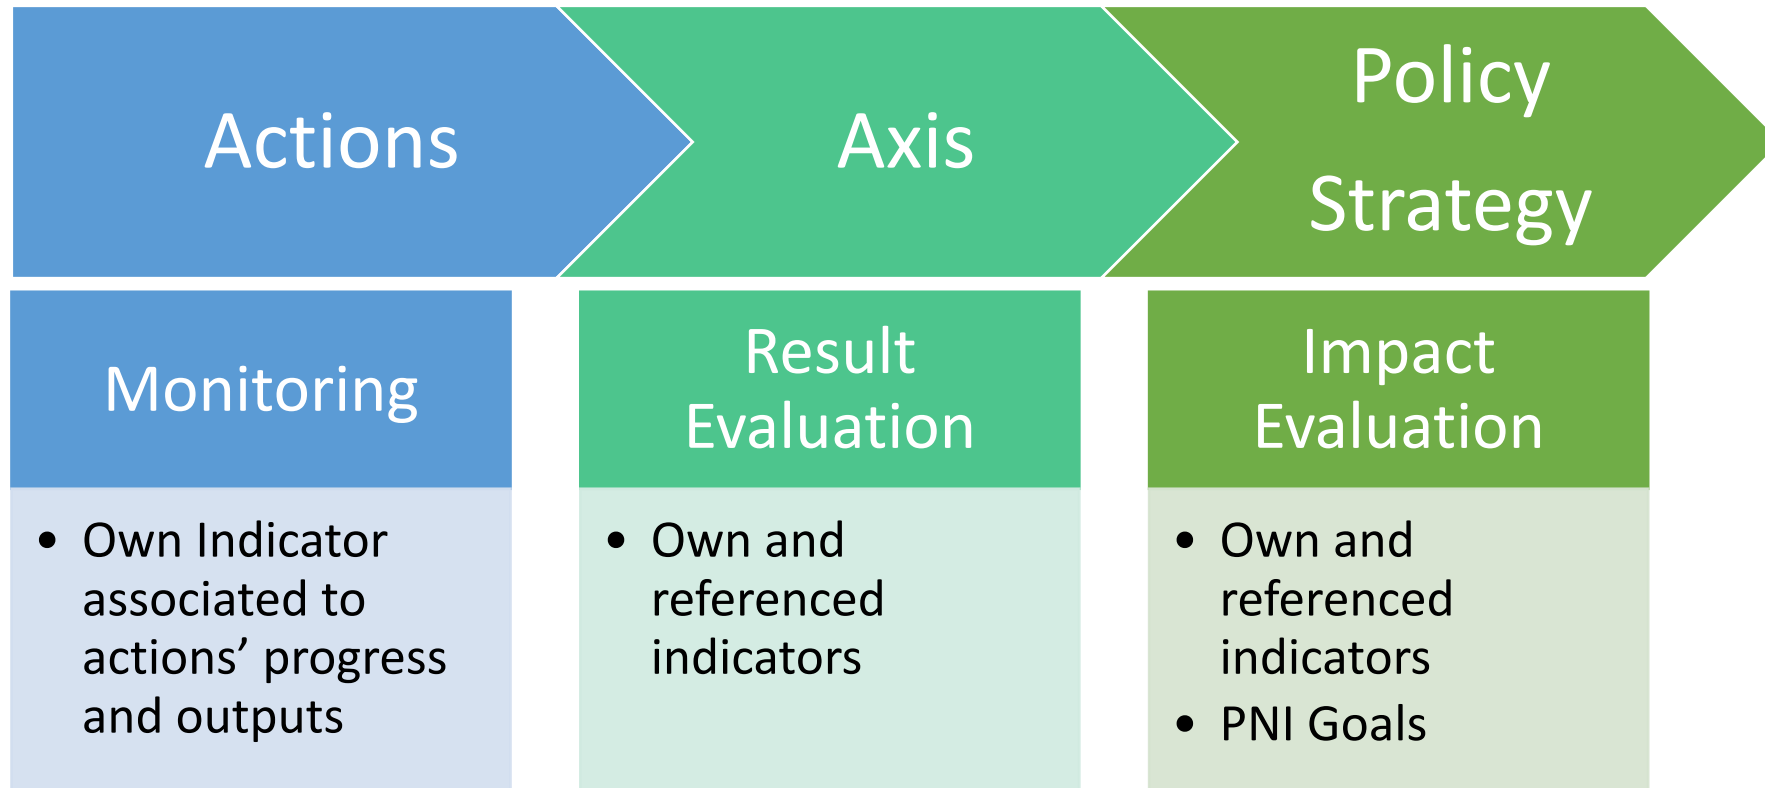 Actions
Axis
Policy
Strategy
Monitoring
• Own Indicator
associated to
actions’ progress
and outputs
Result
Evaluation
• Own and
referenced
indicators
Impact
Evaluation
• Own and
referenced
indicators
• PNI Goals